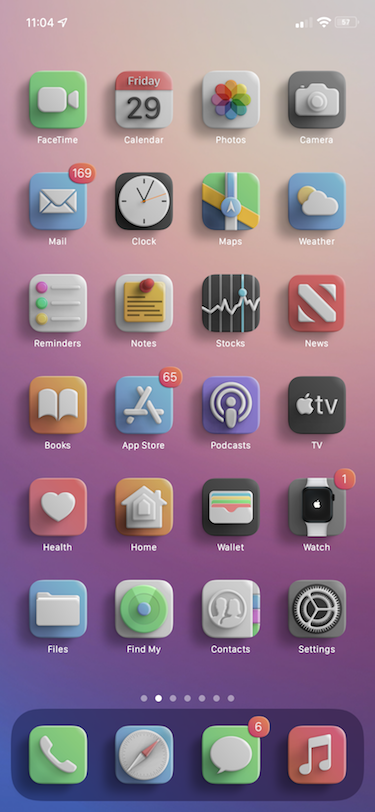 11:04
57
Friday
29
FaceTime
Calendar
Photos
Camera
169
Mail
Clock
Maps
Weather
Reminders
Notes
Stocks
News
65
tv
Books
App Store
Podcasts
TV
1
Health
Home
Wallet
Watch
Files
Find My
Contacts
Settings
6